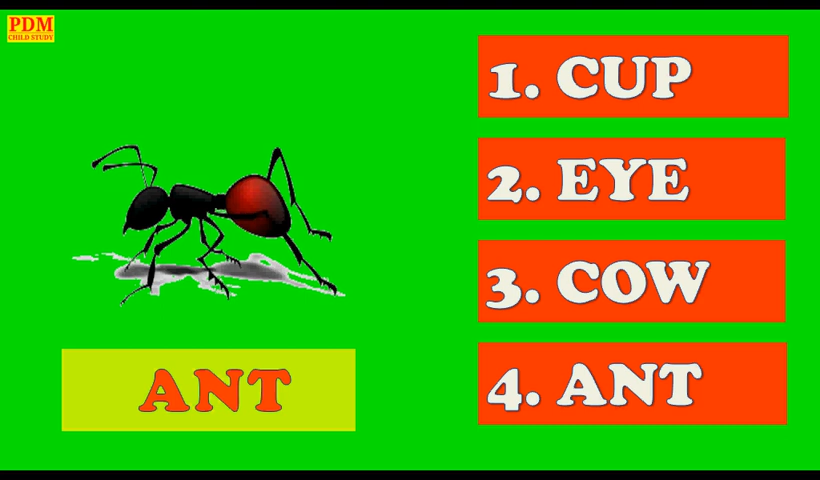 PDM
CHILD STUDY
1. CUP
2. EYE
3. COW
4. ANT
ANT